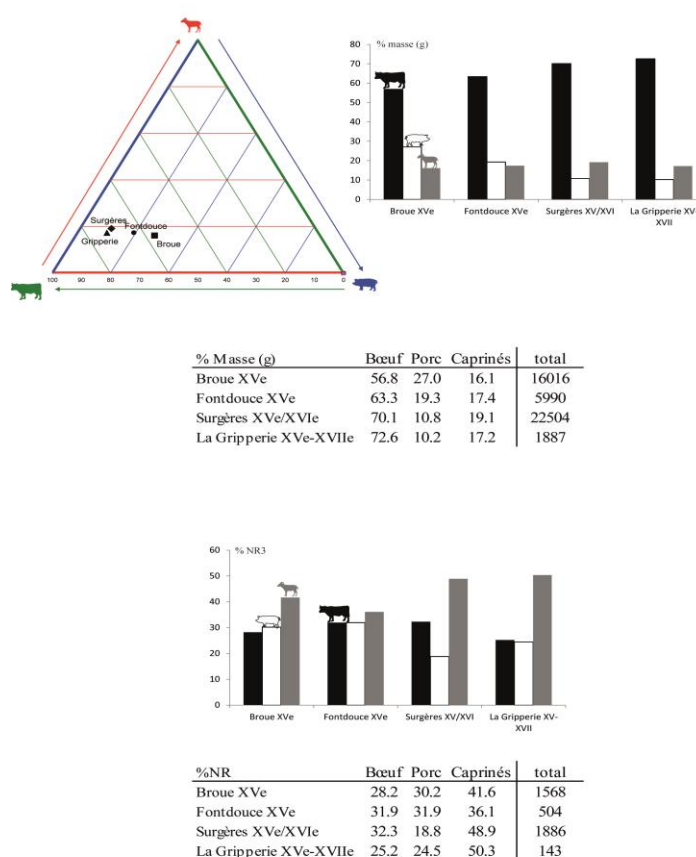 80 % masse (g)
70
60
50
40
30
20
10
0
Broue XVe Fontdouce XVe Surgères XV/XVI La Gripperie XV-
XVII
Surgères
Fontdouce
Gripperie
Broue
100 90 80 70 60 50 40 30 20 10 0
% Masse (g) Bœuf Porc Caprinés total
Broue XVe 56.8 27.0 16.1 16016
Fontdouce XVe 63.3 19.3 17.4 5990
Surgères XVe/XVIe 70.1 10.8 19.1 22504
La Gripperie XVe-XVIIe 72.6 10.2 17.2 1887
60 % NR3
50
40
30
20
10
0
Broue XVe Fontdouce XVe Surgères XV/XVI La Gripperie XV-
XVII
%NR Bœuf Porc Caprinés total
Broue XVe 28.2 30.2 41.6 1568
Fontdouce XVe 31.9 31.9 36.1 504
Surgères XVe/XVIe 32.3 18.8 48.9 1886
La Gripperie XVe-XVIIe 25.2 24.5 50.3 143